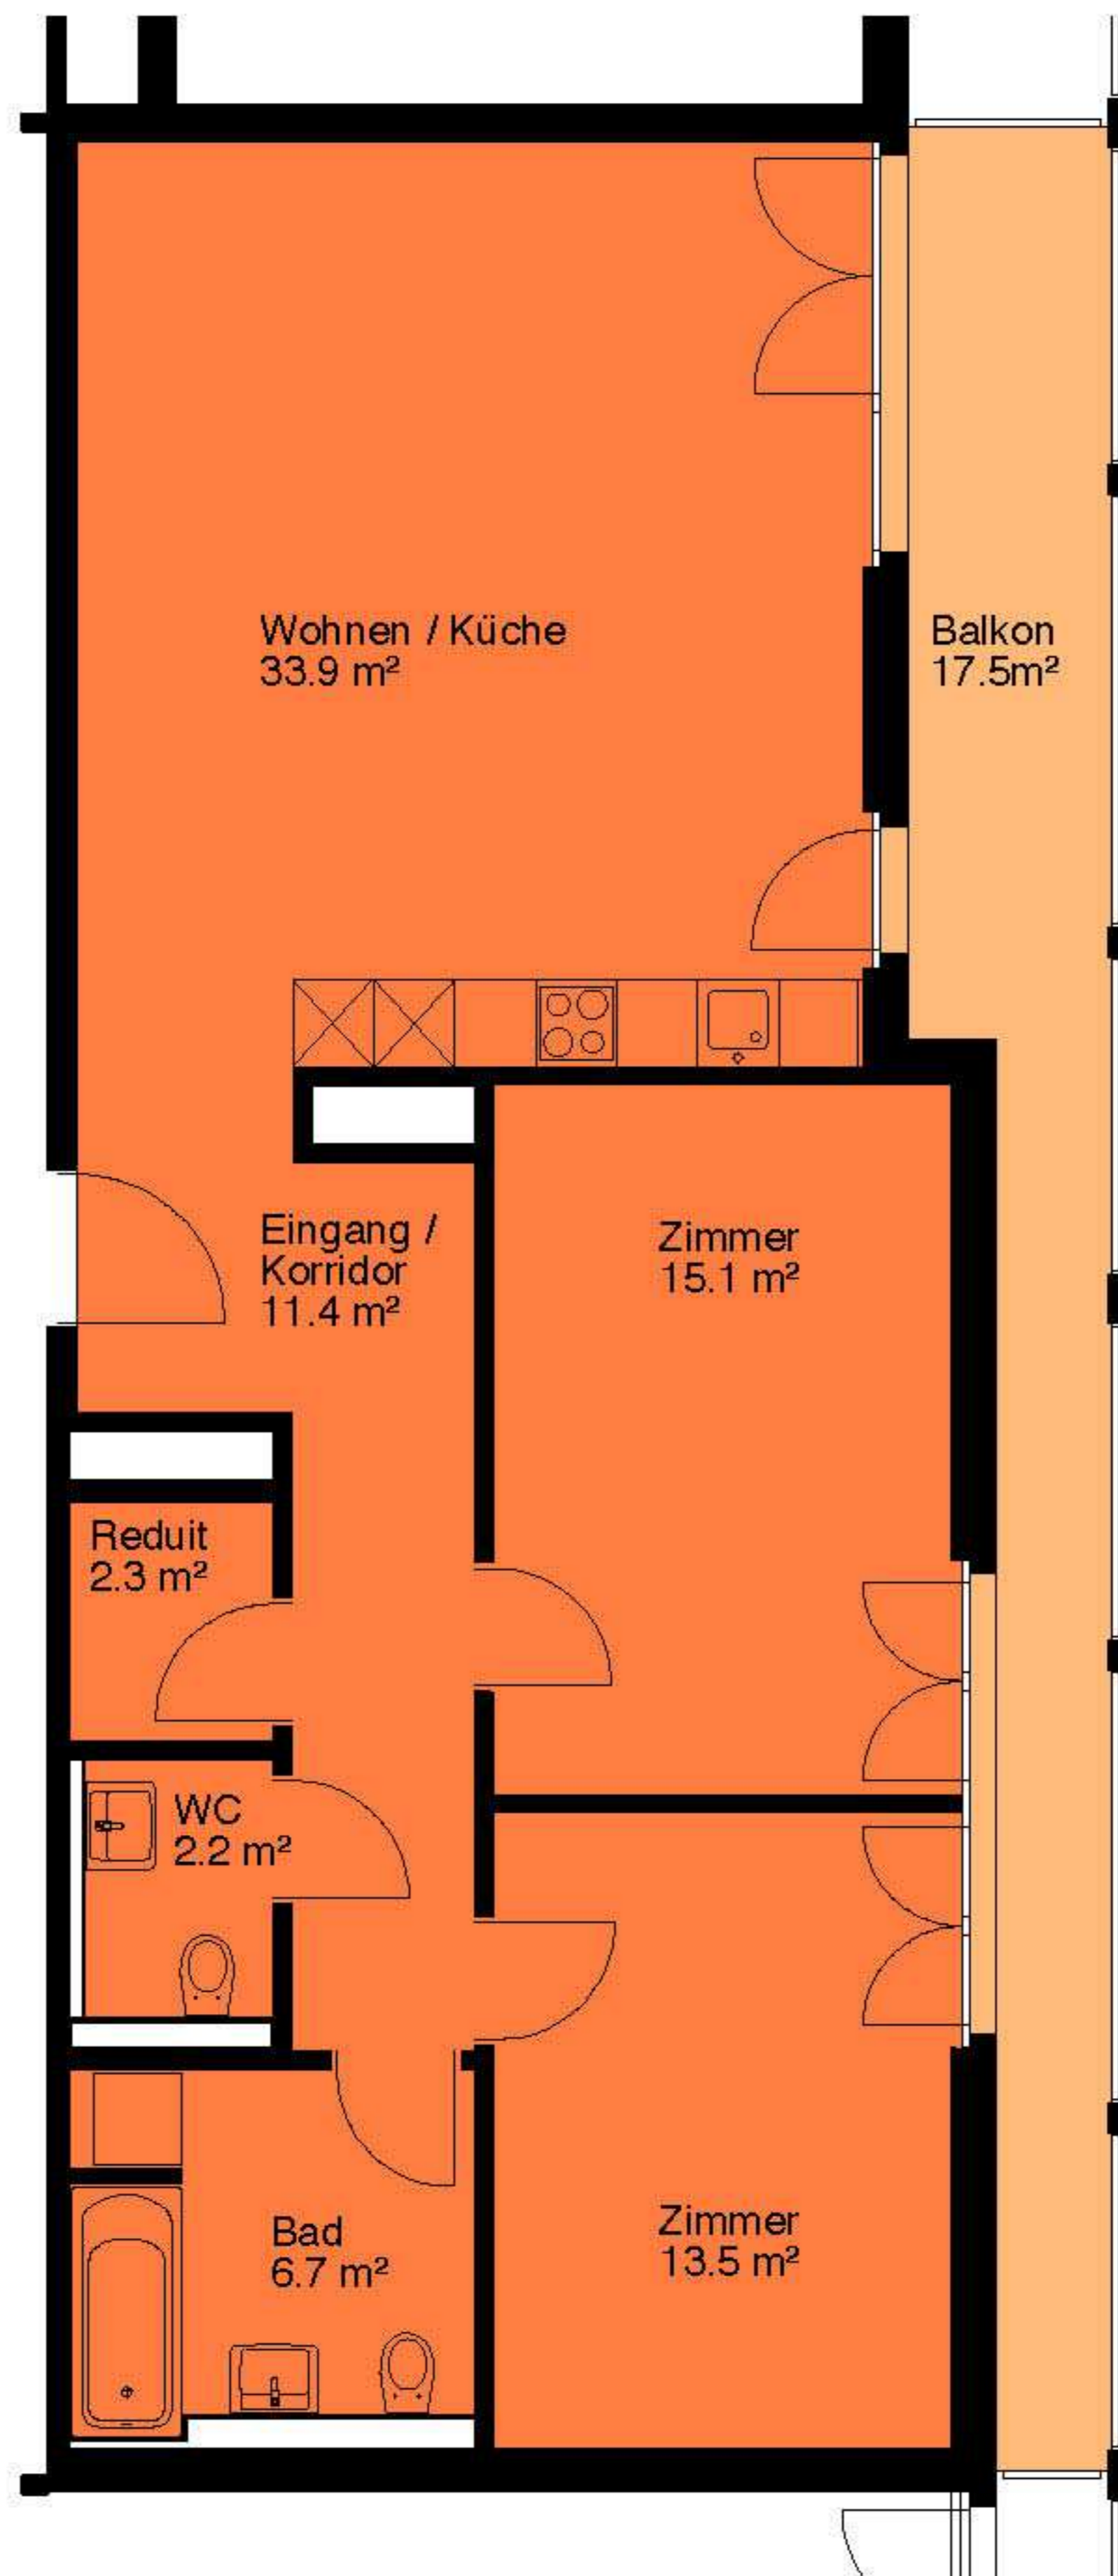 Wohnen / Küche
33.9 m²
Balkon
17.5m²
Eingang /
Korridor
11.4 m²
Zimmer
15.1 m²
Reduit
2.3 m²
WC
2.2 m²
Bad
6.7 m²
Zimmer
13.5 m²